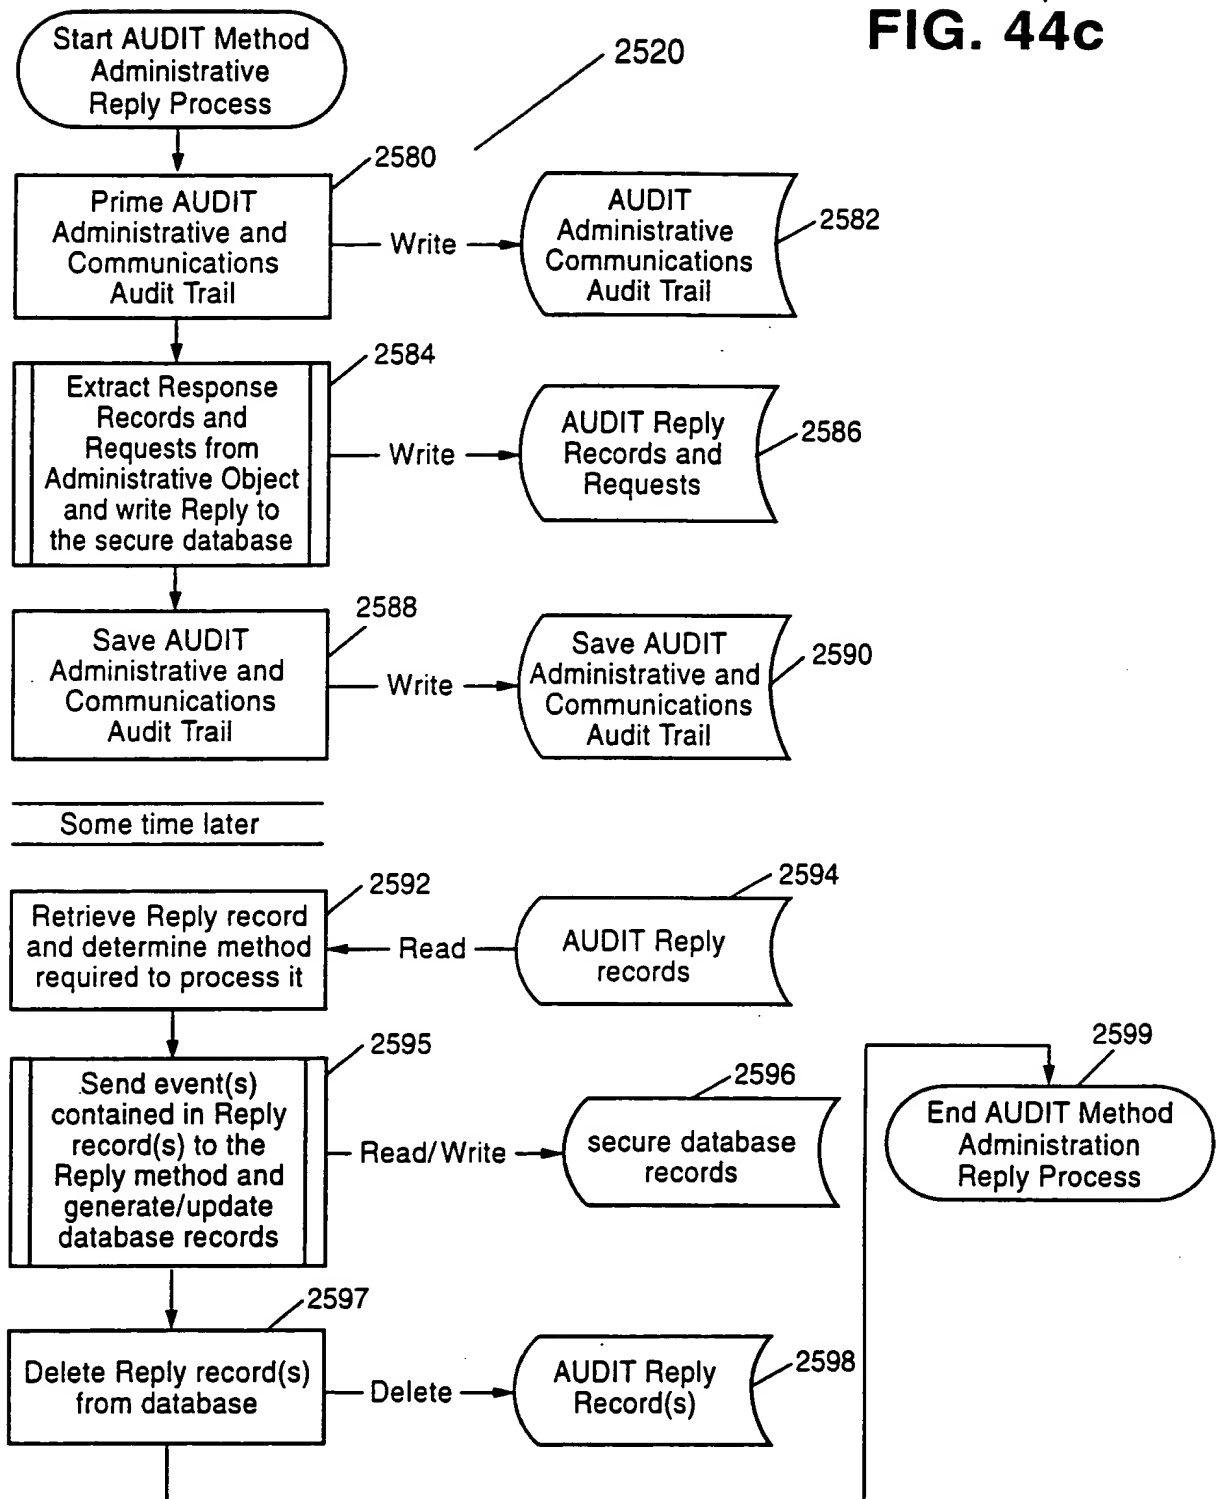 FIG. 44c
Start AUDIT Method
Administrative
Reply Process
2520
2580
Prime AUDIT
Administrative and
Communications
Audit Trail
Write
AUDIT
Administrative
Communications
Audit Trail
2582
2584
Extract Response
Records and
Requests from
Administrative Object
and write Reply to
the secure database
Write
AUDIT Reply
Records and
Requests
2586
2588
Save AUDIT
Administrative and
Communications
Audit Trail
Write
Save AUDIT
Administrative and
Communications
Audit Trail
2590
Some time later
2592
Retrieve Reply record
and determine method
required to process it
Read
2594
AUDIT Reply
records
2595
Send event(s)
contained in Reply
record(s) to the
Reply method and
generate/update
database records
Read/Write
2596
secure database
records
2599
End AUDIT Method
Administration
Reply Process
2597
Delete Reply record(s)
from database
Delete
AUDIT Reply
Record(s)
2598